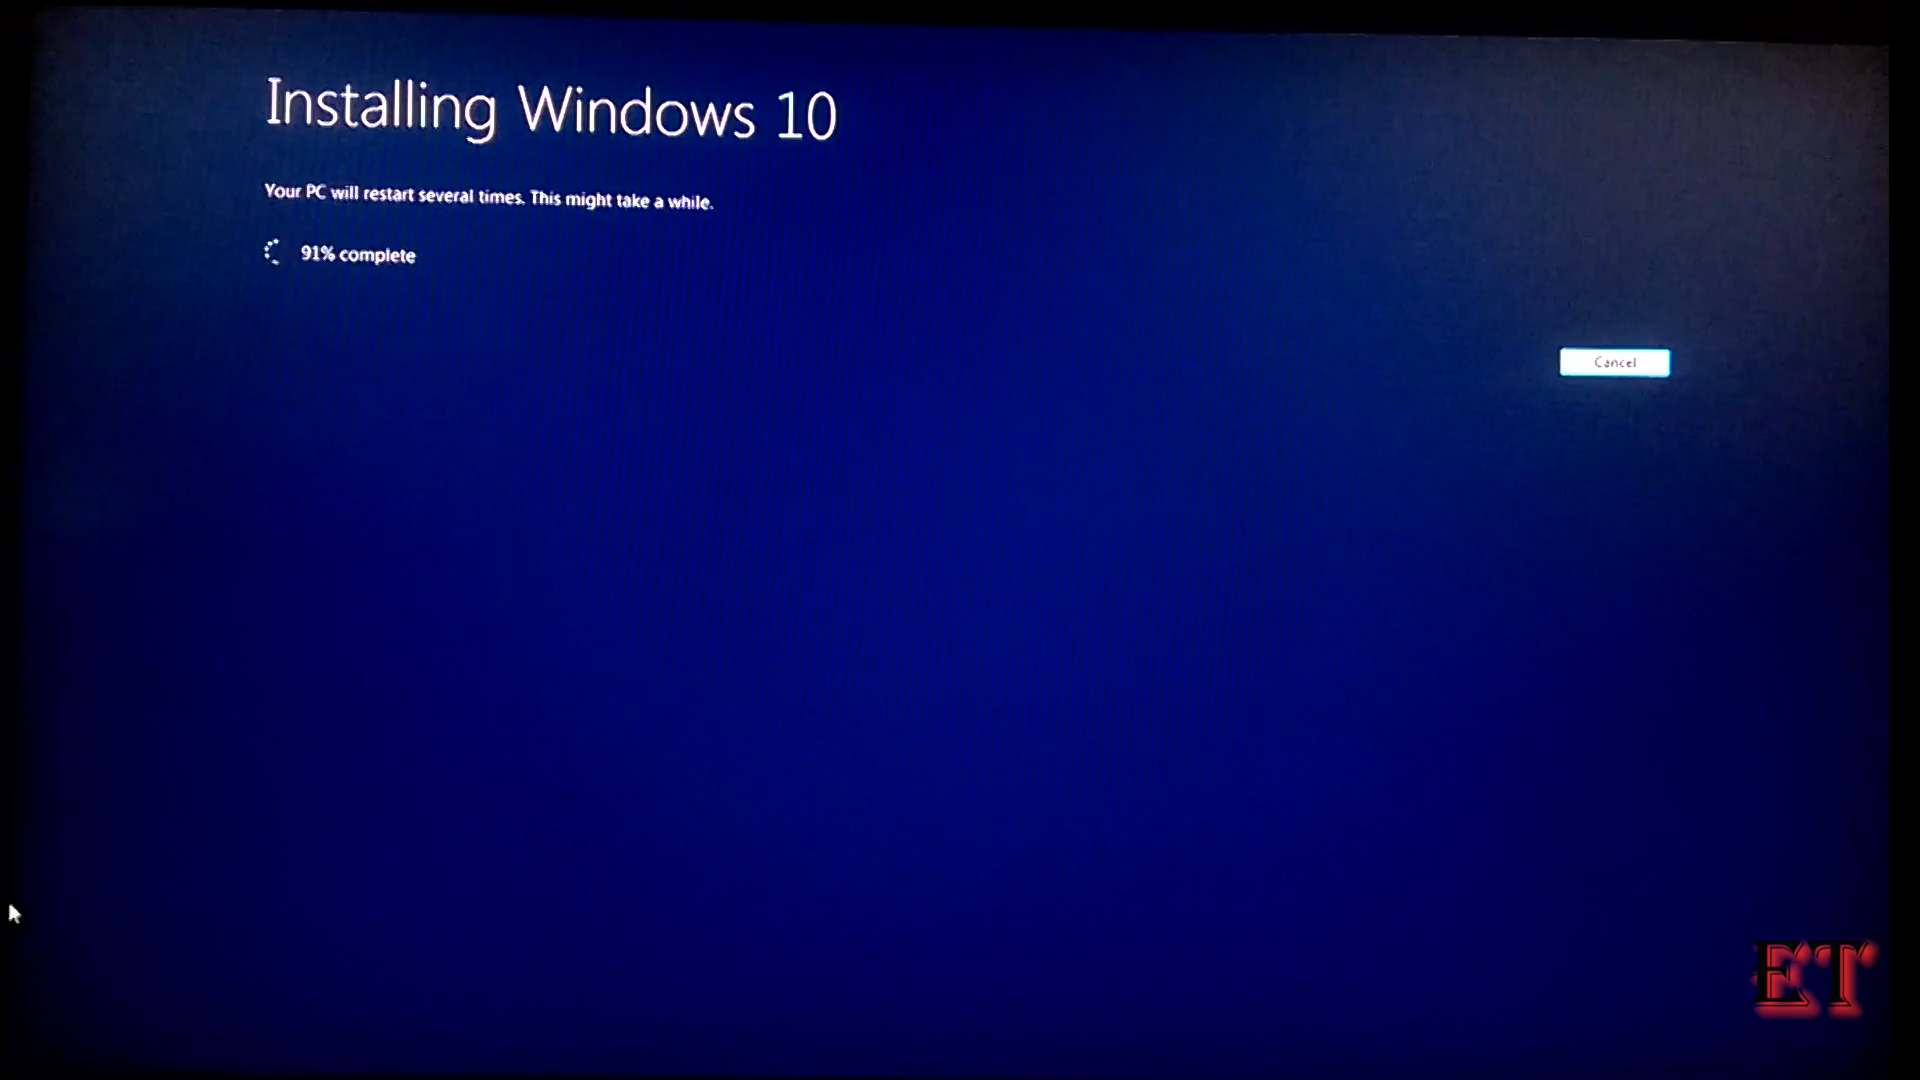 Installing Windows 10
Your PC will restart several times. This might take a while.
91% complete
Cancel
ET